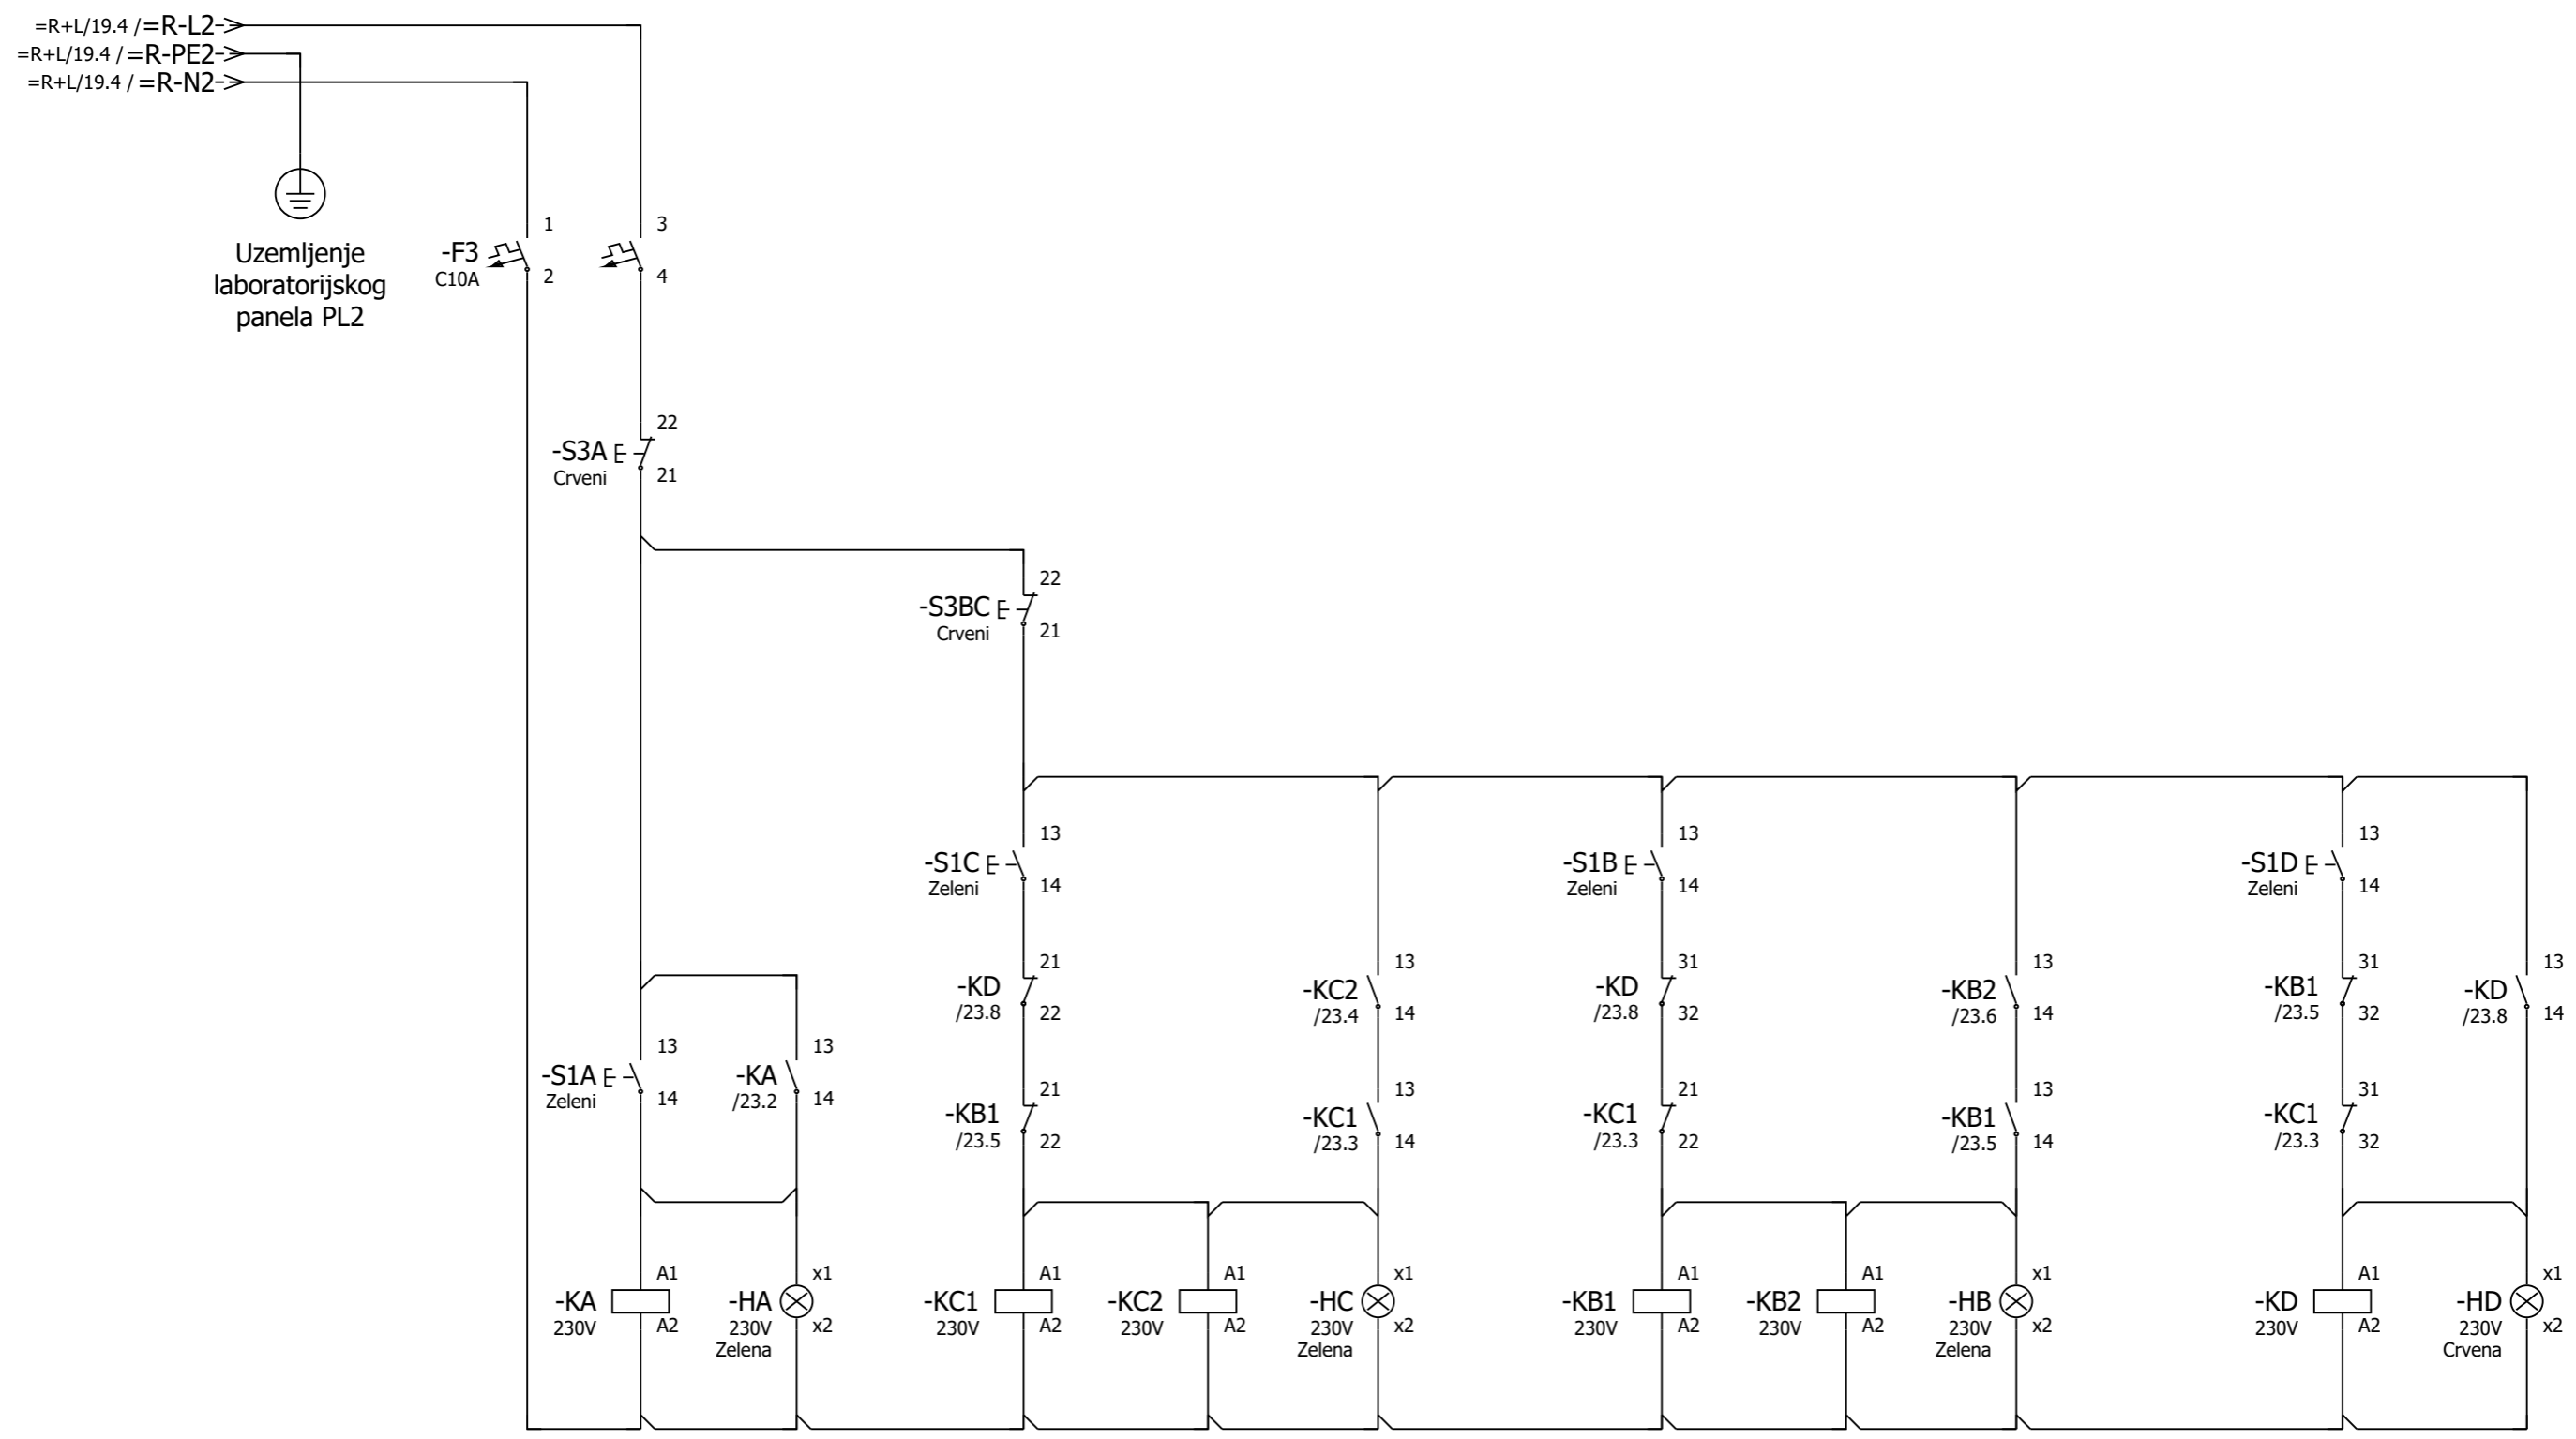 =R+L/19.4 / =R-L2
=R+L/19.4 / =R-PE2
=R+L/19.4 / =R-N2
Uzemljenje
laboratorijskog
panela PL2
-F3
C10A
1
2
3
4
-S3A
Crveni
22
21
-S3BC
Crveni
22
21
-S1C
Zeleni
13
14
-S1B
Zeleni
13
14
-S1D
Zeleni
13
14
-KD
/23.8
21
22
-KC2
/23.4
13
14
-KD
/23.8
31
32
-KB2
/23.6
13
14
-KB1
/23.5
31
32
-KD
/23.8
13
14
-S1A
Zeleni
13
14
-KA
/23.2
13
14
-KB1
/23.5
21
22
-KC1
/23.3
13
14
-KC1
/23.3
21
22
-KB1
/23.5
13
14
-KC1
/23.3
31
32
-KA
230V
A1
A2
-HA
230V
Zelena
x1
x2
-KC1
230V
A1
A2
-KC2
230V
A1
A2
-HC
230V
Zelena
x1
x2
-KB1
230V
A1
A2
-KB2
230V
A1
A2
-HB
230V
Zelena
x1
x2
-KD
230V
A1
A2
-HD
230V
Crvena
x1
x2